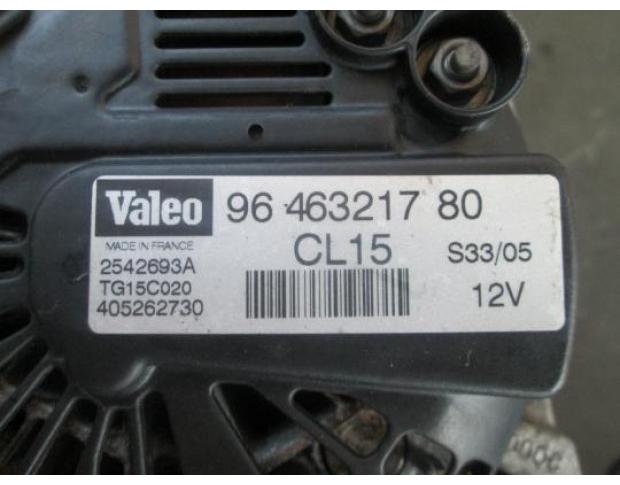 Valeo 96 463217 80
MADE IN FRANCE
CL15
S33/05
2542693A
TG15C020
405262730
12V